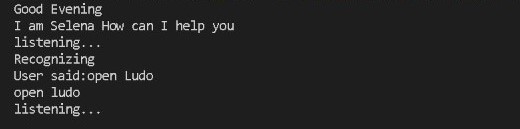 Good Evening
I am Selena How can I help you
listening...
Recognizing
User said:open Ludo
open ludo
listening...